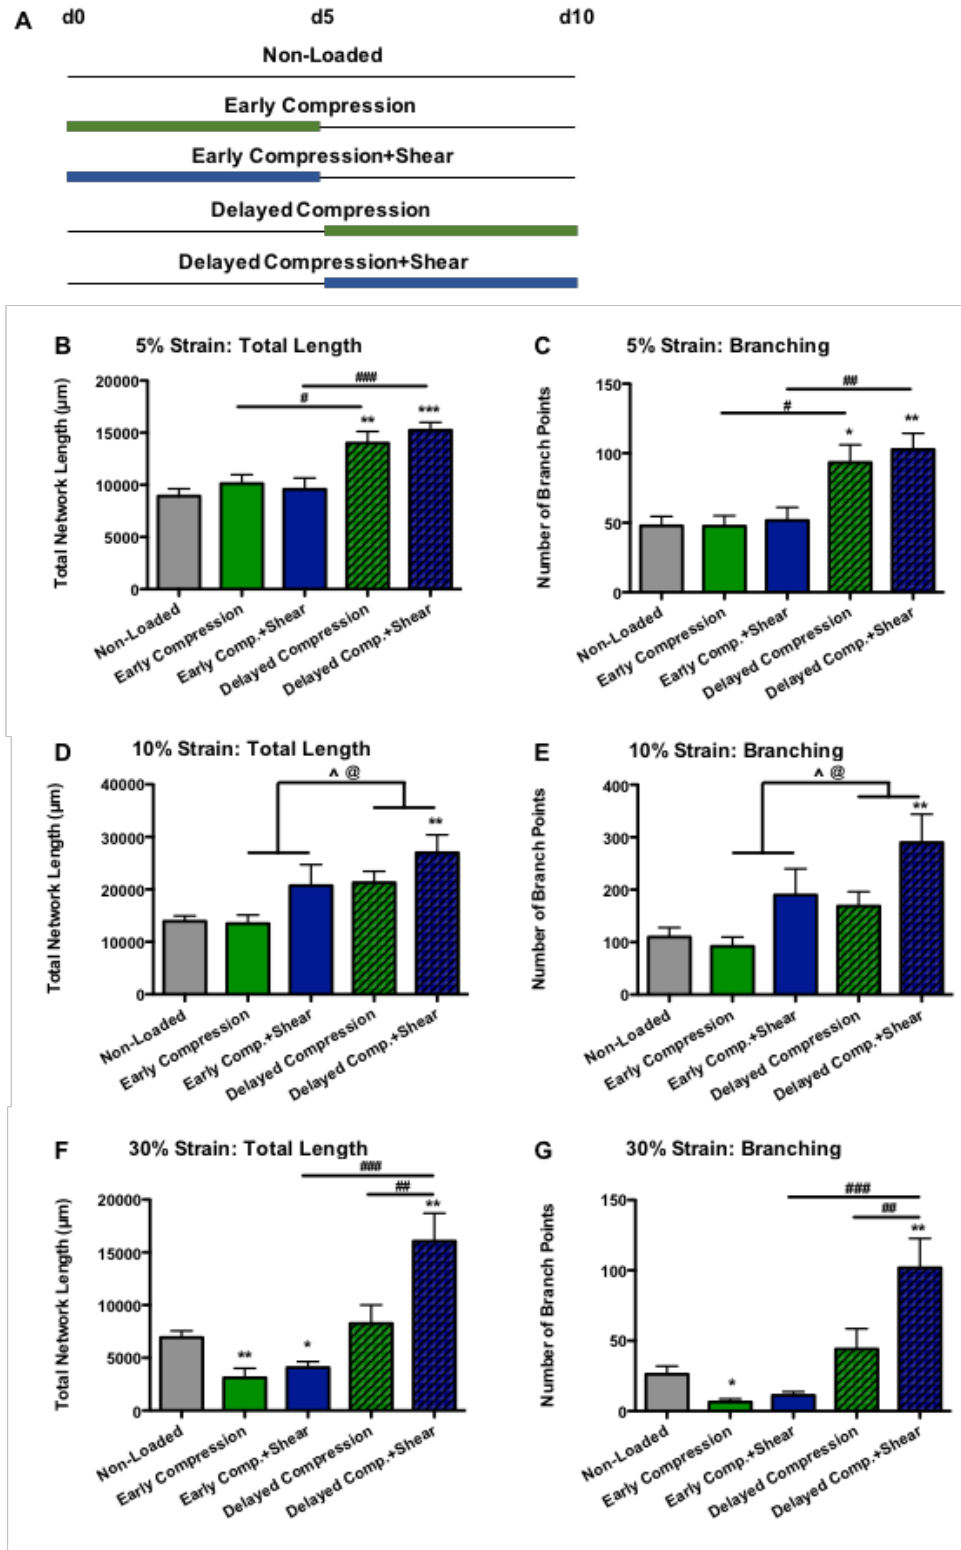 A
d0 d5 d10
Non-Loaded
Early Compression
Early Compression+Shear
Delayed Compression
Delayed Compression+Shear
B 5% Strain: Total Length
Total Network Length (µm)
20000
15000
10000
5000
0
###
#
**
***
Non-Loaded
Early Compression
Early Comp.+Shear
Delayed Compression
Delayed Comp.+Shear
C 5% Strain: Branching
Number of Branch Points
150
100
50
0
##
#
*
**
Non-Loaded
Early Compression
Early Comp.+Shear
Delayed Compression
Delayed Comp.+Shear
D 10% Strain: Total Length
Total Network Length (µm)
40000
30000
20000
10000
0
^ @
**
Non-Loaded
Early Compression
Early Comp.+Shear
Delayed Compression
Delayed Comp.+Shear
E 10% Strain: Branching
Number of Branch Points
400
300
200
100
0
^ @
**
Non-Loaded
Early Compression
Early Comp.+Shear
Delayed Compression
Delayed Comp.+Shear
F 30% Strain: Total Length
Total Network Length (µm)
20000
15000
10000
5000
0
###
##
**
**
*
Non-Loaded
Early Compression
Early Comp.+Shear
Delayed Compression
Delayed Comp.+Shear
G 30% Strain: Branching
Number of Branch Points
150
100
50
0
###
##
**
*
Non-Loaded
Early Compression
Early Comp.+Shear
Delayed Compression
Delayed Comp.+Shear